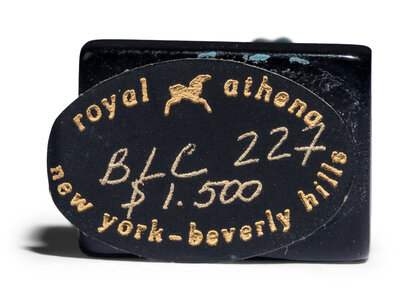 royal athena
BLC 227
$1.500
new york-beverly hills